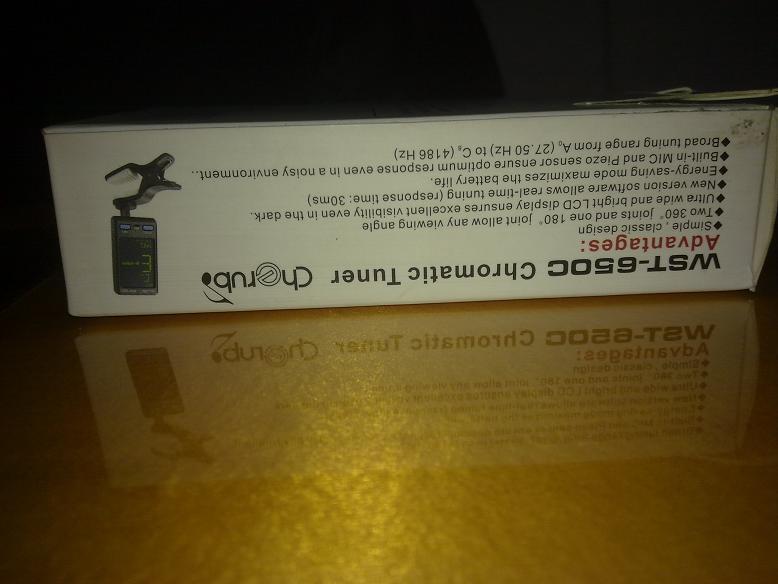 WST-650C Chromatic Tuner Cherub
Advantages:
◆Simple , classic design
◆Two 360° joints and one 180° joint allow any viewing angle
◆Ultra and wide bright LCD display ensures excellent visibility even in the dark.
◆New version software allows real-time tuning (response time: 30ms)
◆Energy-saving mode maximizes the battery life.
◆Built-in MIC and Piezo sensor ensure optimum response even in a noisy environment..
◆Broad tuning range from A₀ (27.50 Hz) to C₈ (4186 Hz)